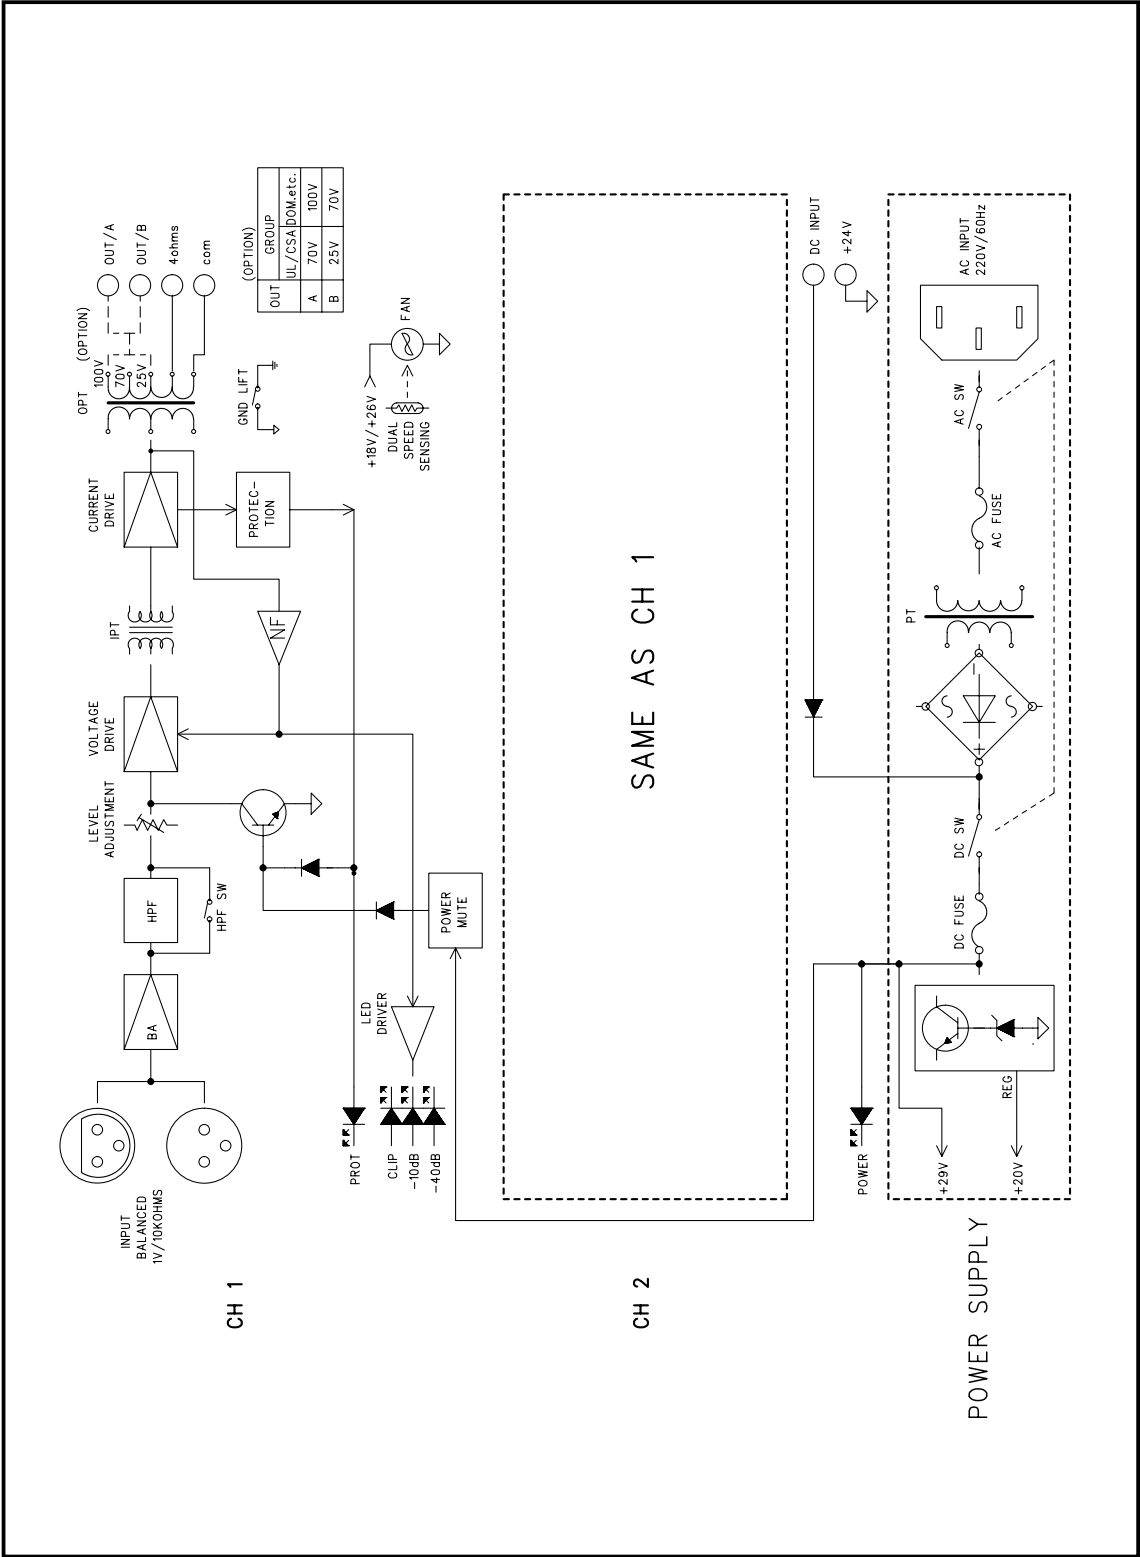 INPUT
BALANCED
1V/10KOHMS
BA
HPF
HPF SW
LEVEL
ADJUSTMENT
VOLTAGE
DRIVE
IPT
CURRENT
DRIVE
OPT
(OPTION)
100V
70V
25V
OUT/A
OUT/B
4ohms
com
NF
PROTEC-
TION
GND LIFT
(OPTION)
OUT GROUP
UL/CSA DOM.etc.
A 70V 100V
B 25V 70V
+18V/+26V
FAN
DUAL
SPEED
SENSING
CH 1
PROT
CLIP
-10dB
-40dB
LED
DRIVER
POWER
MUTE
CH 2
SAME AS CH 1
DC INPUT
+24V
POWER SUPPLY
POWER
+29V
+20V
REG
DC FUSE
DC SW
+
-
PT
AC FUSE
AC SW
AC INPUT
220V/60Hz